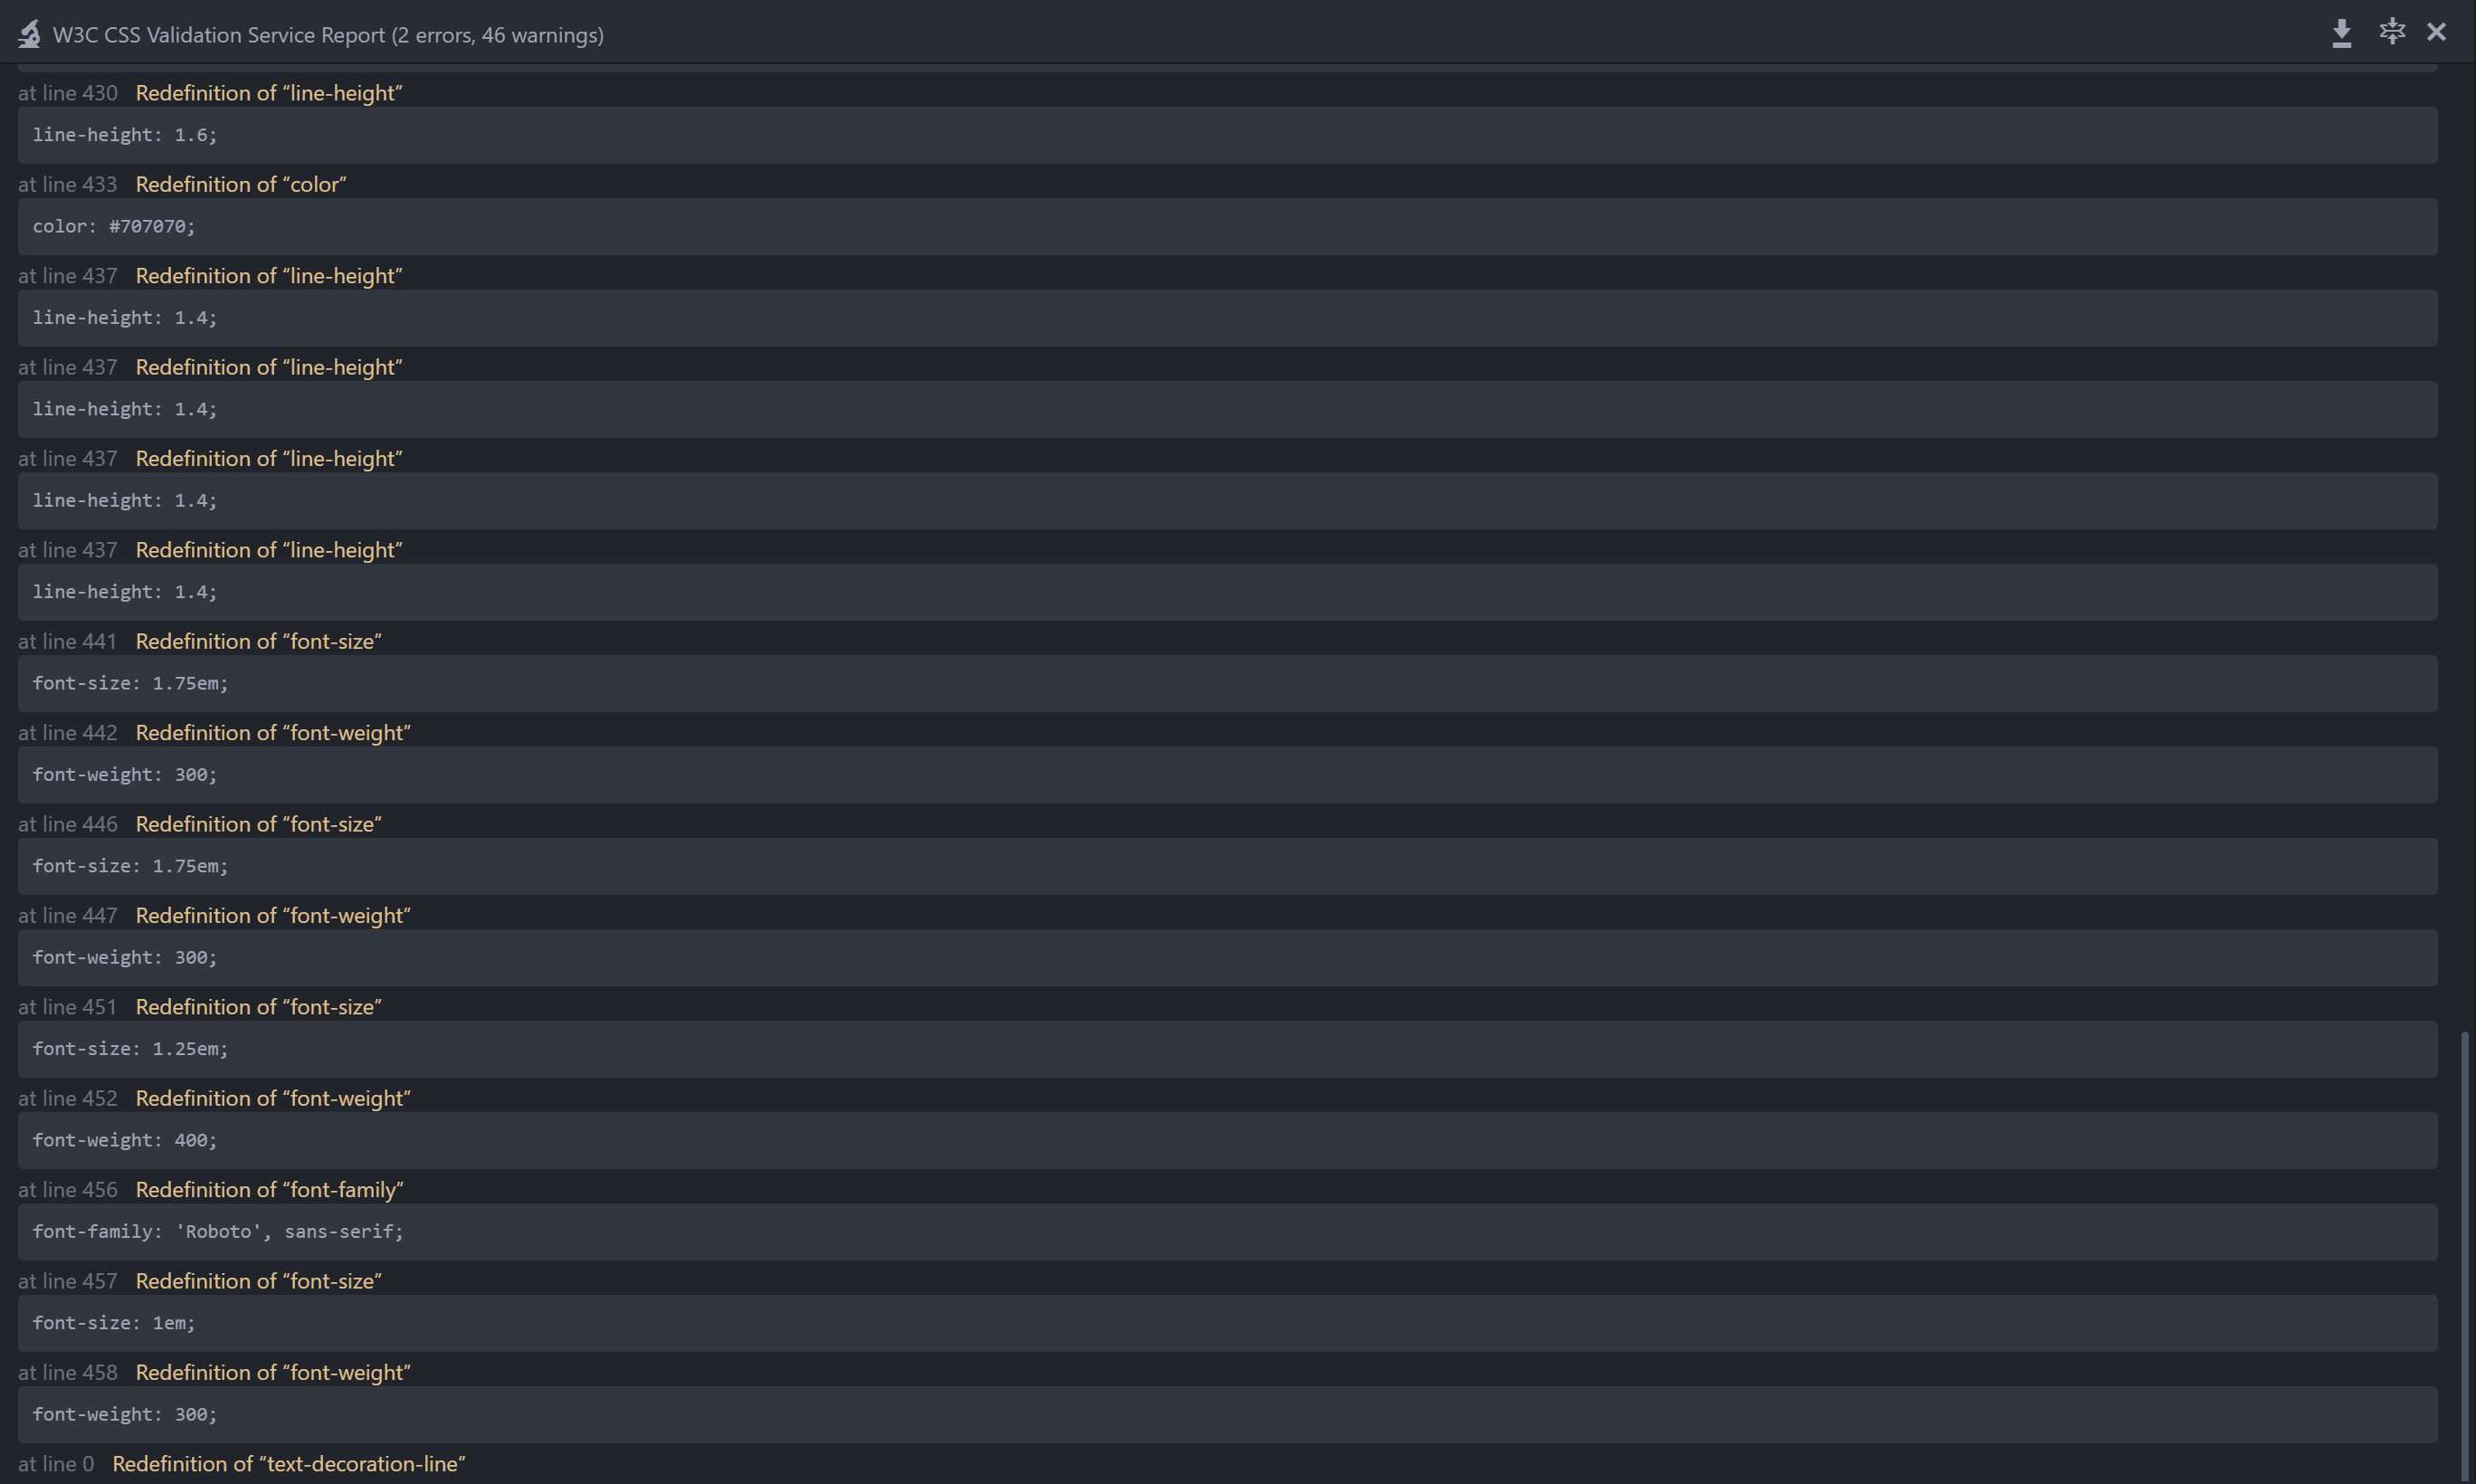 W3C CSS Validation Service Report (2 errors, 46 warnings)
at line 430 Redefinition of “line-height”
line-height: 1.6;
at line 433 Redefinition of “color”
color: #707070;
at line 437 Redefinition of “line-height”
line-height: 1.4;
at line 437 Redefinition of “line-height”
line-height: 1.4;
at line 437 Redefinition of “line-height”
line-height: 1.4;
at line 437 Redefinition of “line-height”
line-height: 1.4;
at line 441 Redefinition of “font-size”
font-size: 1.75em;
at line 442 Redefinition of “font-weight”
font-weight: 300;
at line 446 Redefinition of “font-size”
font-size: 1.75em;
at line 447 Redefinition of “font-weight”
font-weight: 300;
at line 451 Redefinition of “font-size”
font-size: 1.25em;
at line 452 Redefinition of “font-weight”
font-weight: 400;
at line 456 Redefinition of “font-family”
font-family: 'Roboto', sans-serif;
at line 457 Redefinition of “font-size”
font-size: 1em;
at line 458 Redefinition of “font-weight”
font-weight: 300;
at line 0 Redefinition of “text-decoration-line”